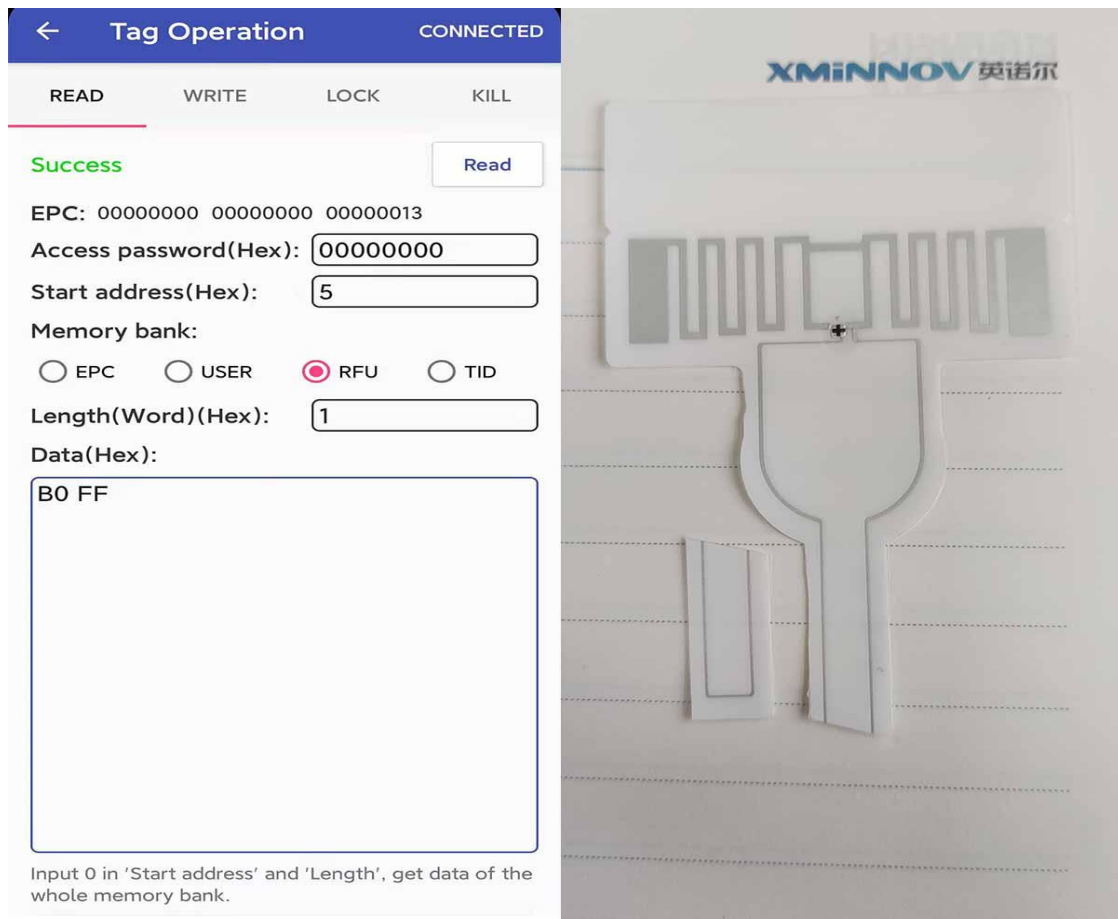 ← Tag Operation CONNECTED
READ WRITE LOCK KILL
Success Read
EPC: 00000000 00000000 00000013
Access password(Hex): 00000000
Start address(Hex): 5
Memory bank:
EPC USER RFU TID
Length(Word)(Hex): 1
Data(Hex):
B0 FF
Input 0 in 'Start address' and 'Length', get data of the
whole memory bank.
XMINNOV 英诺尔